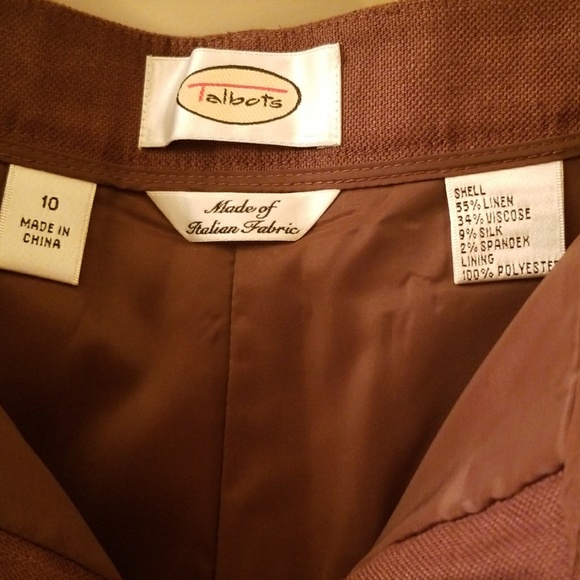 Talbots
10
MADE IN
CHINA
Made of
Italian Fabric
SHELL
55% LINEN
34% VISCOSE
9% SILK
2% SPANDEX
LINING
100% POLYESTER